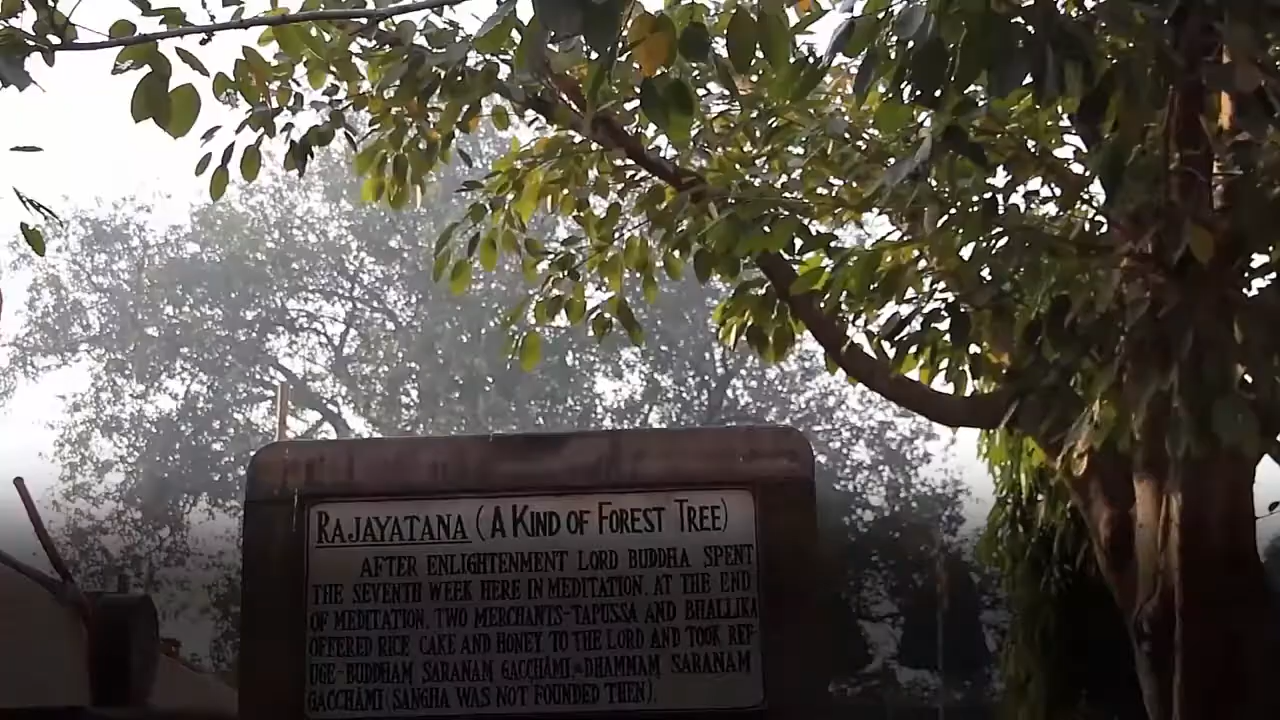 RAJAYATANA (A KIND OF FOREST TREE)
AFTER ENLIGHTENMENT LORD BUDDHA SPENT
THE SEVENTH WEEK HERE IN MEDITATION. AT THE END
OF MEDITATION, TWO MERCHANTS-TAPUSSA AND BHALLIKA
OFFERED RICE CAKE AND HONEY TO THE LORD AND TOOK REF-
UGE-BUDDHAM SARANAM GACCHAMI-DHAMMAM SARANAM
GACCHAMI (SANGHA WAS NOT FOUNDED THEN).